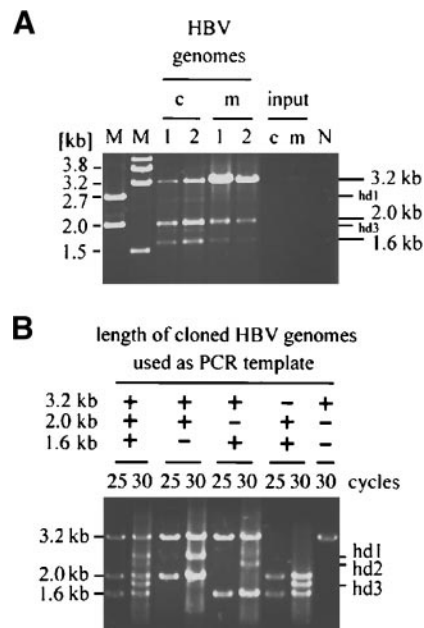 A
HBV
genomes
c m input
[kb] M M 1 2 1 2 c m N
3.8
3.2 3.2 kb
2.7 hd1
2.0 2.0 kb
hd3
1.6 kb
1.5
B
length of cloned HBV genomes
used as PCR template
3.2 kb + + + − +
2.0 kb + + − + −
1.6 kb + − + + −
25 30 25 30 25 30 25 30 30 cycles
3.2 kb
hd1
hd2
2.0 kb
hd3
1.6 kb